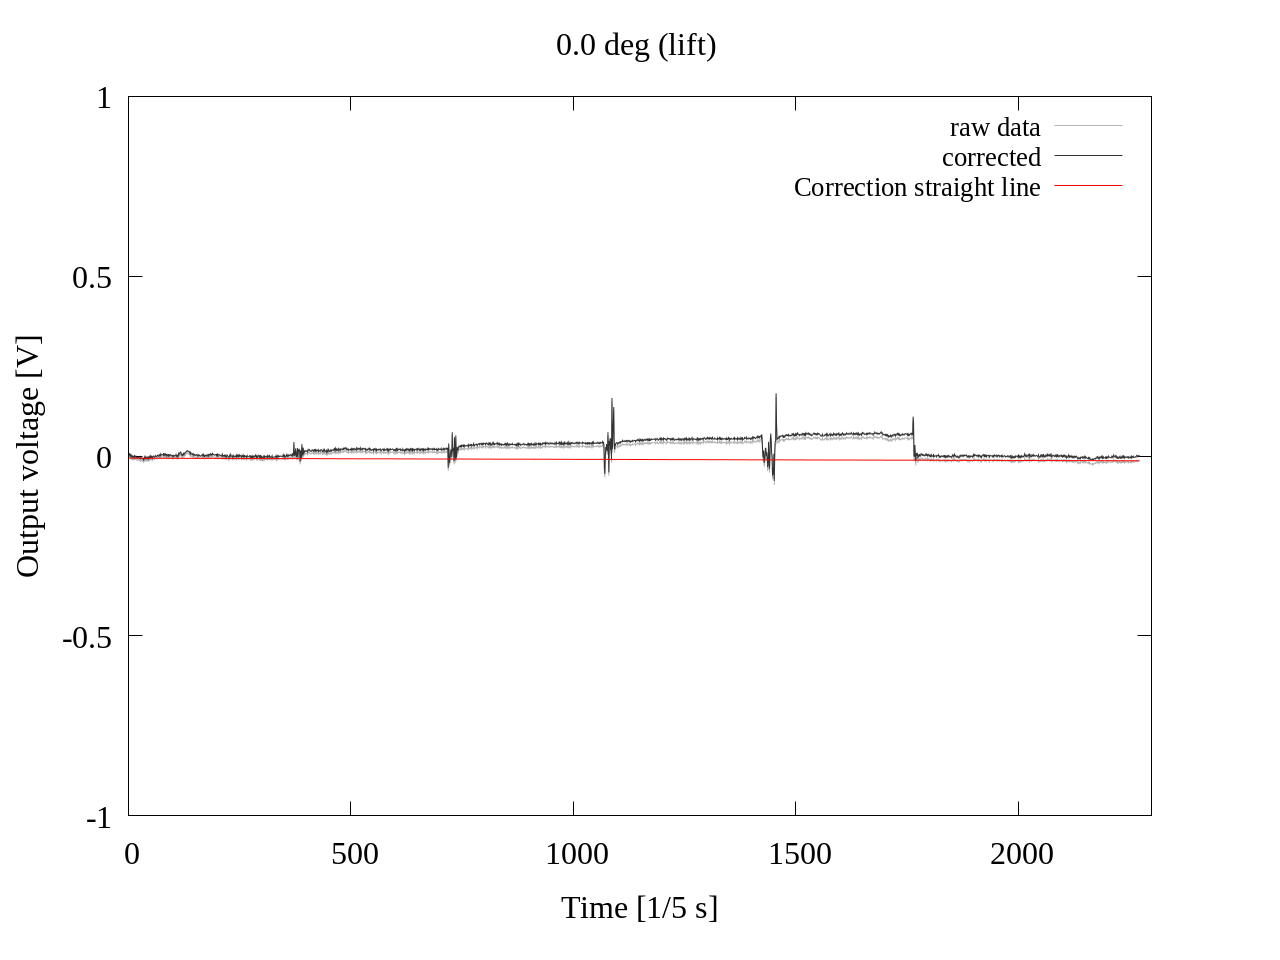 0.0 deg (lift)
1
raw data
corrected
Correction straight line
0.5
0
-0.5
-1
Output voltage [V]
0 500 1000 1500 2000
Time [1/5 s]